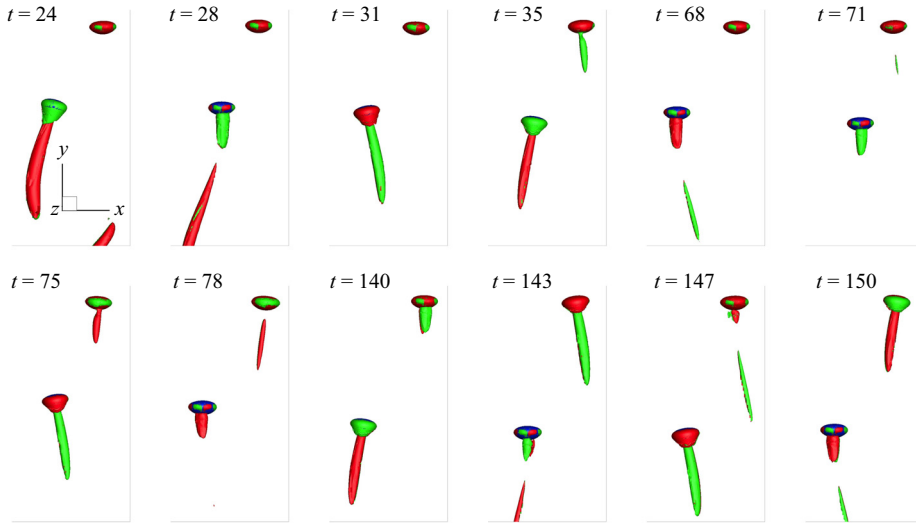 t = 24
t = 28
t = 31
t = 35
t = 68
t = 71
y
z
x
t = 75
t = 78
t = 140
t = 143
t = 147
t = 150